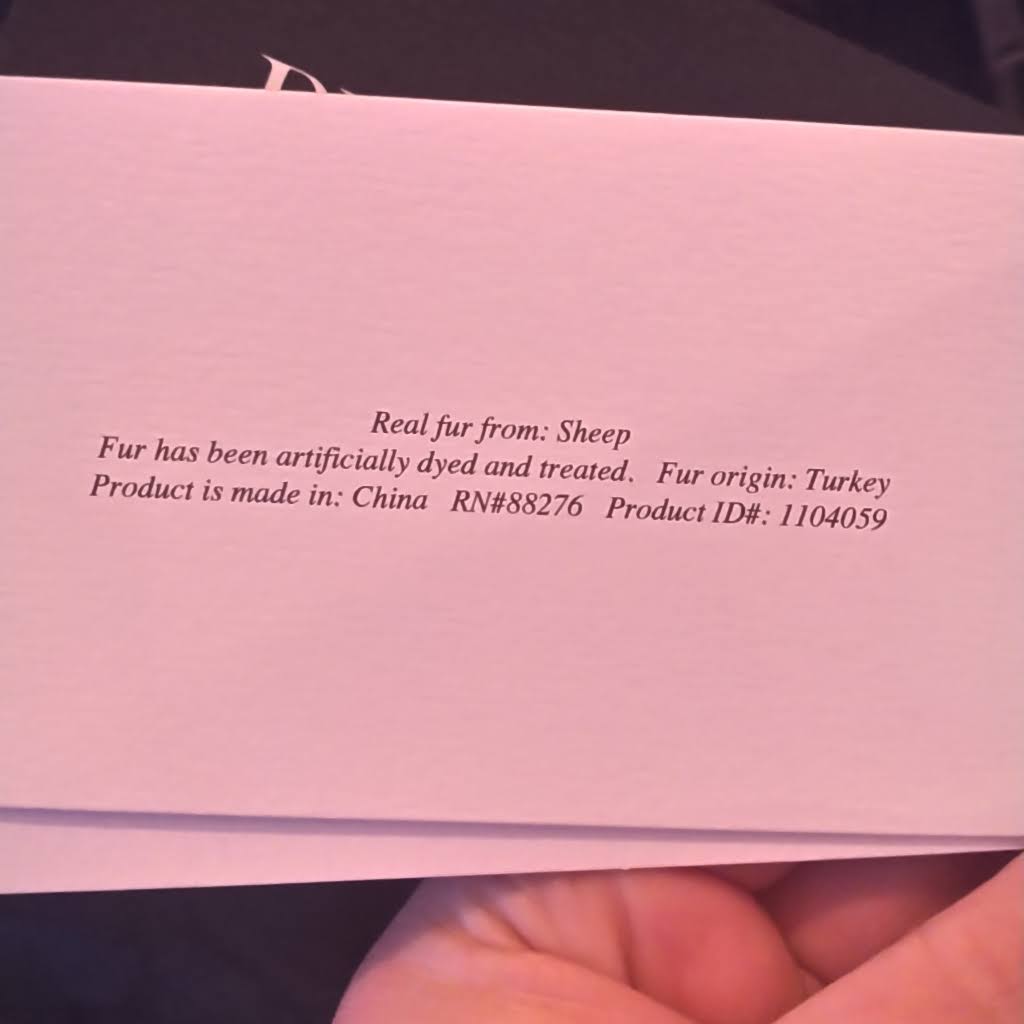 Real fur from: Sheep
Fur has been artificially dyed and treated. Fur origin: Turkey
Product is made in: China RN#88276 Product ID#: 1104059